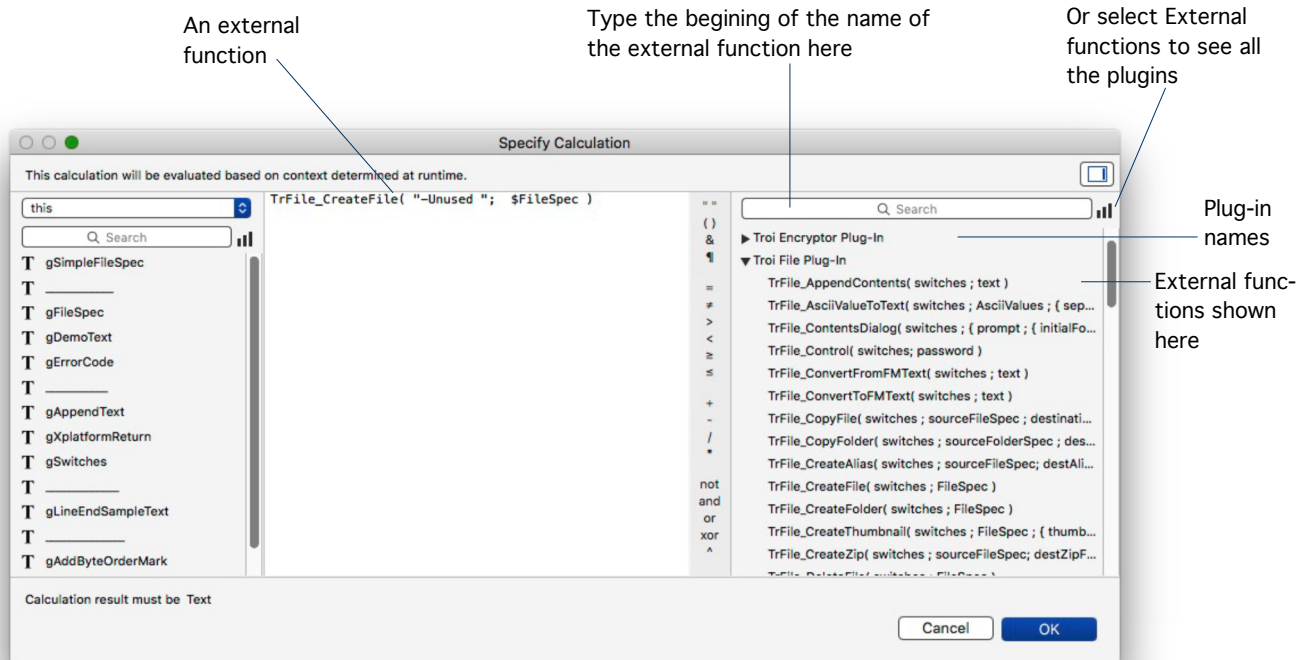 An external
function
Type the begining of the name of
the external function here
Or select External
functions to see all
the plugins
Specify Calculation
This calculation will be evaluated based on context determined at runtime.
this
Search
T gSimpleFileSpec
T ___________
T gFileSpec
T gDemoText
T gErrorCode
T __________
T gAppendText
T gXplatformReturn
T gSwitches
T ____________
T gLineEndSampleText
T _____________
T gAddByteOrderMark
TrFile_CreateFile( "-Unused "; $FileSpec )
" "
( )
&
¶
=
≠
>
<
≥
≤
+
-
/
*
not
and
or
xor
^
Search
Troi Encryptor Plug-In
Troi File Plug-In
TrFile_AppendContents( switches ; text )
TrFile_AsciiValueToText( switches ; AsciiValues ; { sep...
TrFile_ContentsDialog( switches ; { prompt ; { initialFo...
TrFile_Control( switches; password )
TrFile_ConvertFromFMText( switches ; text )
TrFile_ConvertToFMText( switches ; text )
TrFile_CopyFile( switches ; sourceFileSpec ; destinati...
TrFile_CopyFolder( switches ; sourceFolderSpec ; des...
TrFile_CreateAlias( switches ; sourceFileSpec; destAli...
TrFile_CreateFile( switches ; FileSpec )
TrFile_CreateFolder( switches ; FileSpec )
TrFile_CreateThumbnail( switches ; FileSpec ; { thumb...
TrFile_CreateZip( switches ; sourceFileSpec; destZipF...
Plug-in
names
External func-
tions shown
here
Calculation result must be Text
Cancel
OK